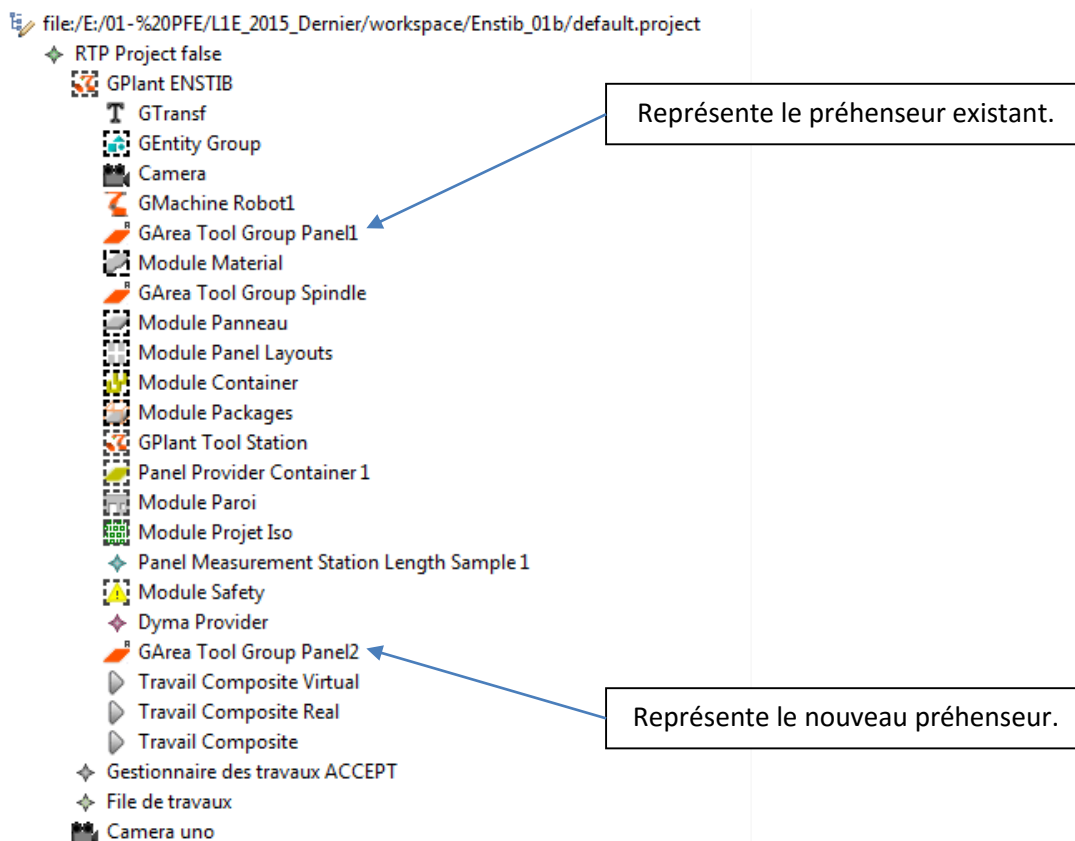 file:/E:/01-%20PFE/L1E_2015_Dernier/workspace/Enstib_01b/default.project
RTP Project false
GPlant ENSTIB
GTransf
GEntity Group
Camera
GMachine Robot1
GArea Tool Group Panel1
Module Material
GArea Tool Group Spindle
Module Panneau
Module Panel Layouts
Module Container
Module Packages
GPlant Tool Station
Panel Provider Container 1
Module Paroi
Module Projet Iso
Panel Measurement Station Length Sample 1
Module Safety
Dyma Provider
GArea Tool Group Panel2
Travail Composite Virtual
Travail Composite Real
Travail Composite
Gestionnaire des travaux ACCEPT
File de travaux
Camera uno
Représente le préhenseur existant.
Représente le nouveau préhenseur.